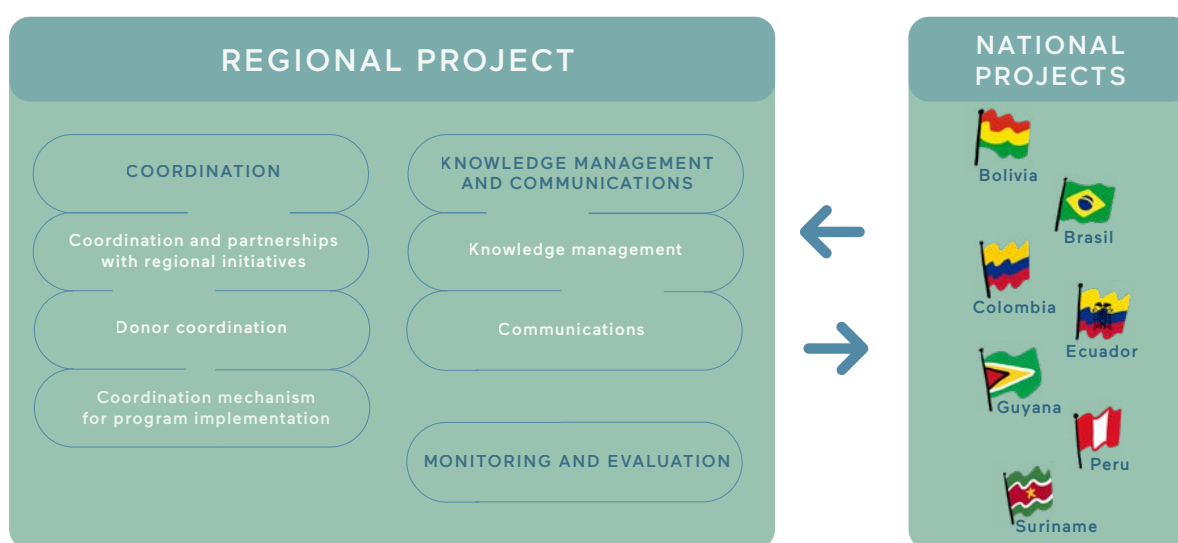 REGIONAL PROJECT
COORDINATION
Coordination and partnerships
with regional initiatives
Donor coordination
Coordination mechanism
for program implementation
KNOWLEDGE MANAGEMENT
AND COMMUNICATIONS
Knowledge management
Communications
MONITORING AND EVALUATION
NATIONAL
PROJECTS
Bolivia
Brasil
Colombia
Ecuador
Guyana
Peru
Suriname